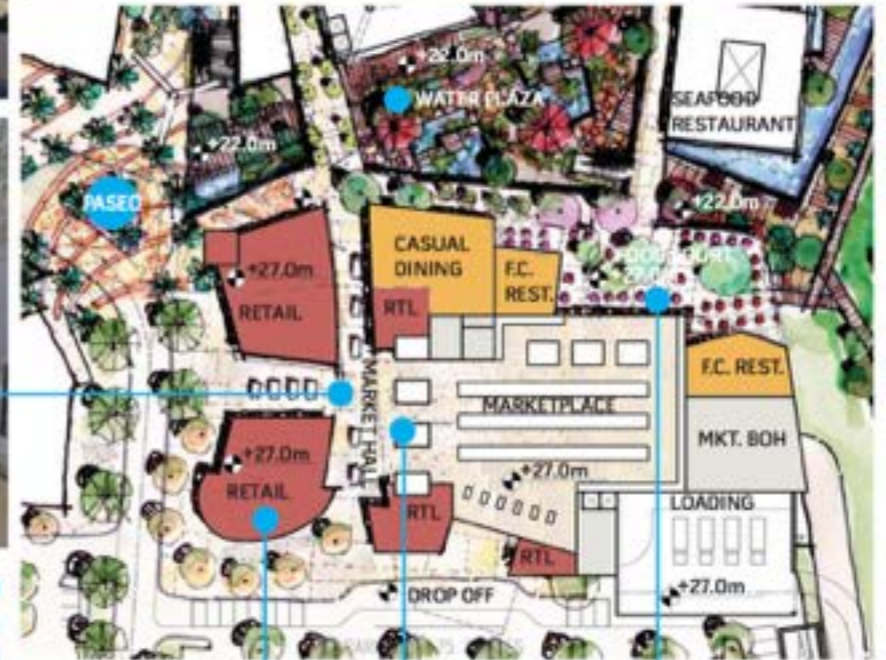 +22.0m
WATER PLAZA
SEAFOOD
RESTAURANT
+22.0m
+22.0m
PASEO
CASUAL
DINING
F.C.
REST.
FOOD COURT
27.0m
+27.0m
RETAIL
RTL
F.C. REST.
MARKET HALL
MARKETPLACE
MKT. BOH
+27.0m
RETAIL
+27.0m
RTL
LOADING
RTL
+27.0m
DROP OFF